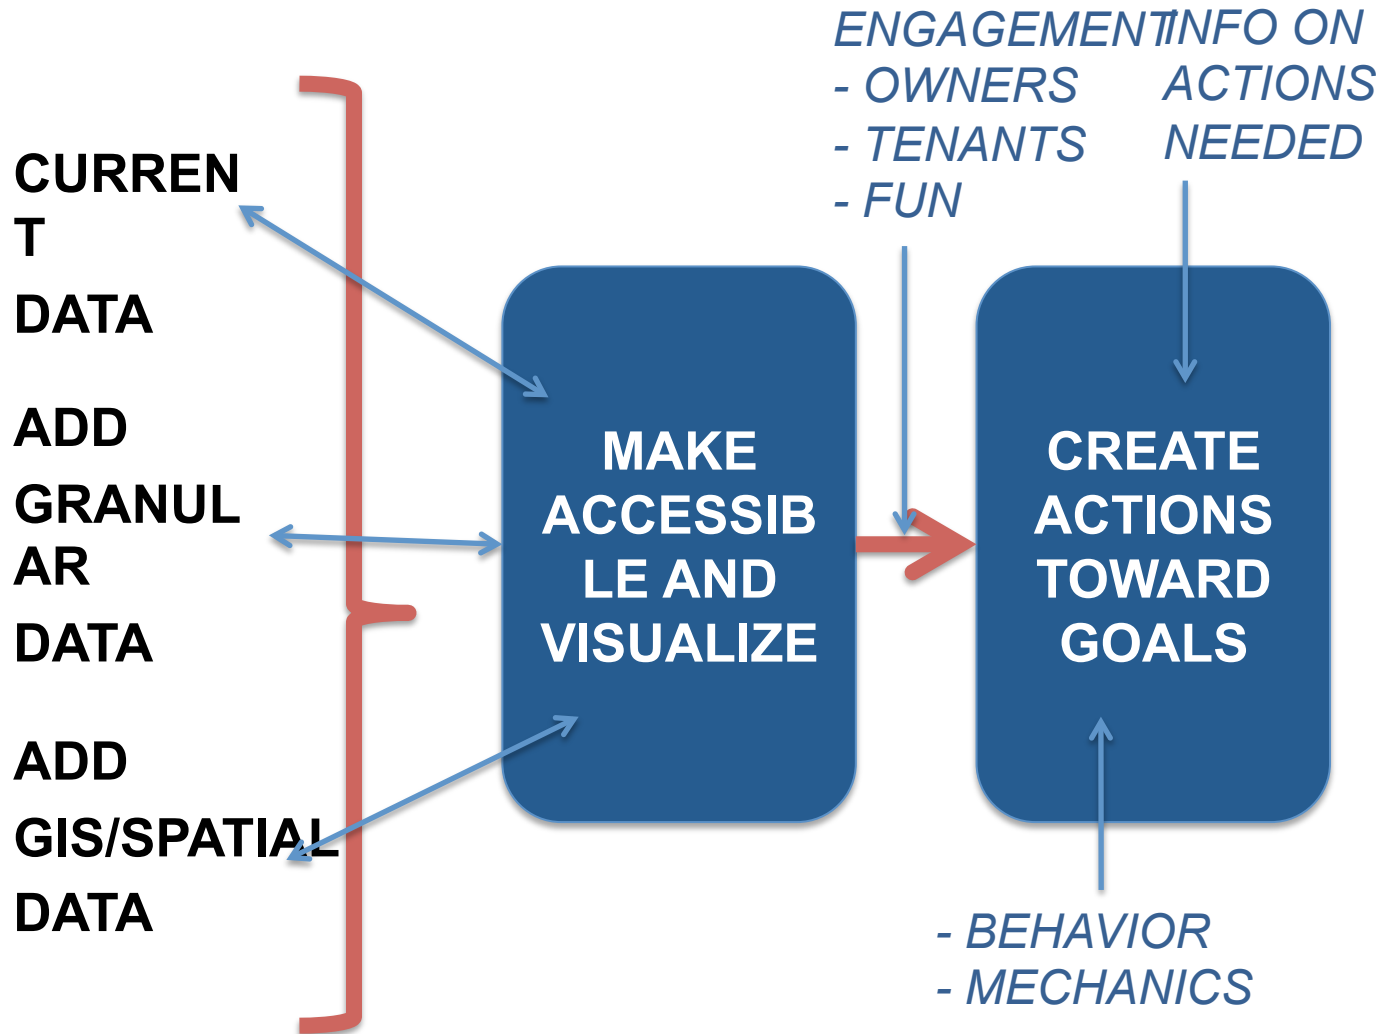 CURREN
T
DATA
ADD
GRANUL
AR
DATA
ADD
GIS/SPATIAL
DATA
MAKE
ACCESSIB
LE AND
VISUALIZE
ENGAGEMENT
- OWNERS
- TENANTS
- FUN
INFO ON
ACTIONS
NEEDED
CREATE
ACTIONS
TOWARD
GOALS
- BEHAVIOR
- MECHANICS